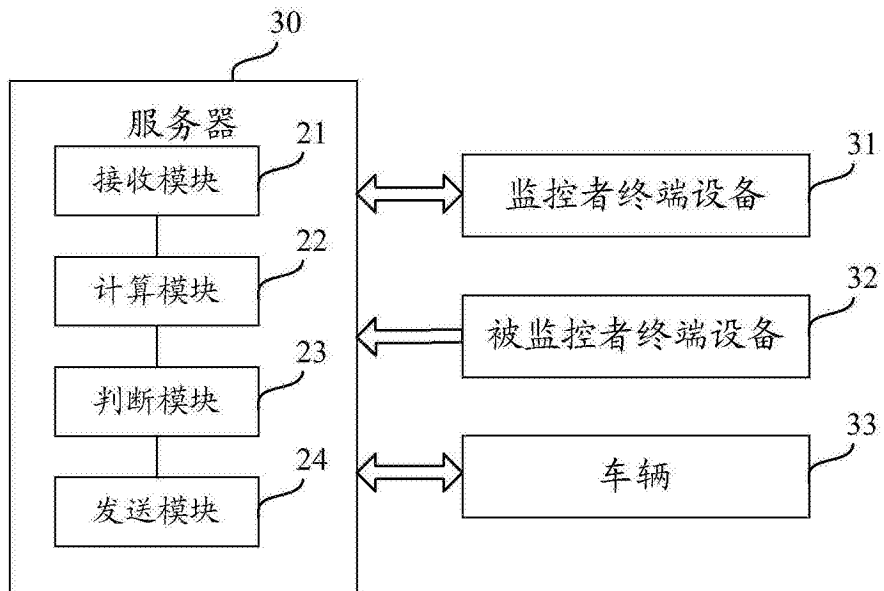 30
服务器
21
接收模块
22
计算模块
23
判断模块
24
发送模块
31
监控者终端设备
32
被监控者终端设备
33
车辆